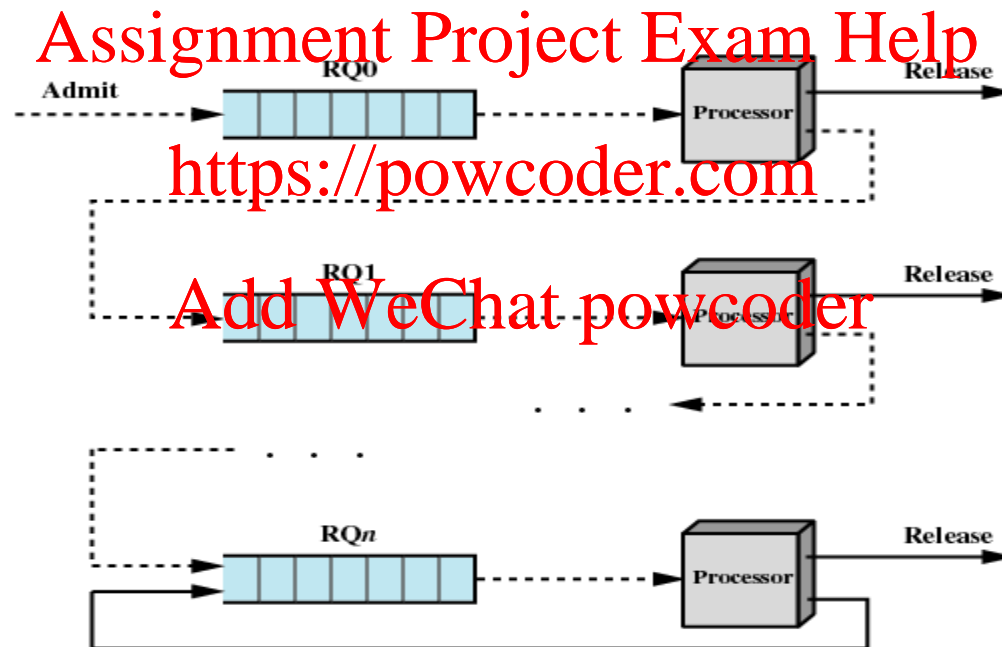 Assignment Project Exam Help
RQ0
Release
Admit
Processor
https://powcoder.com
RQ1
Release
Add WeChat powcoder
Processor
. . .
. . .
RQn
Release
Processor